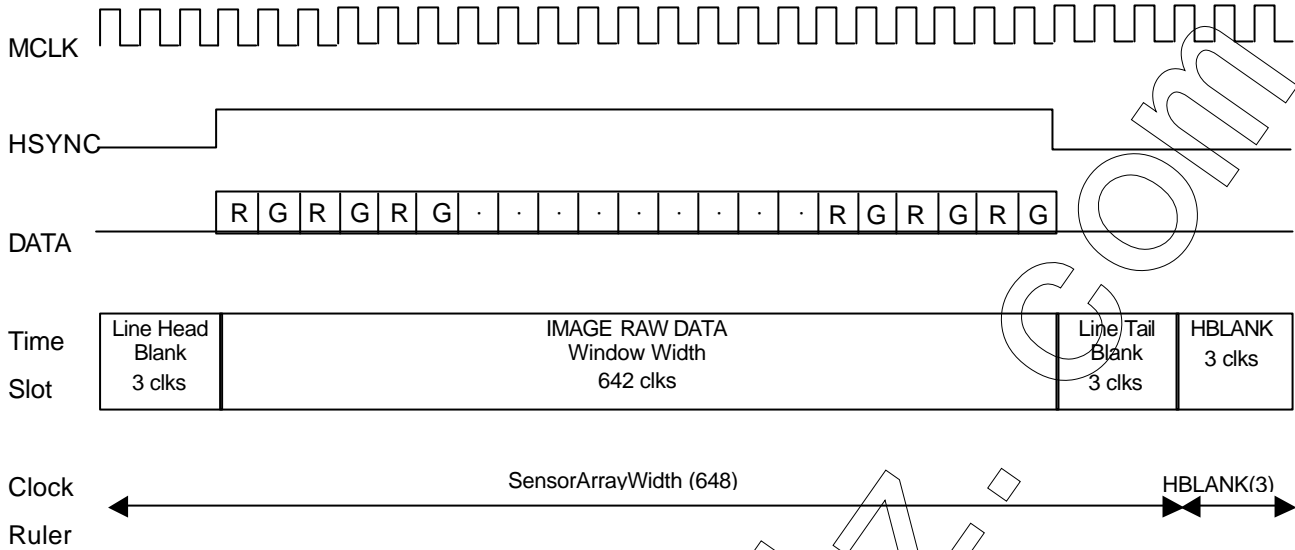 MCLK
HSYNC
R G R G R G . . . . . . . . . R G R G R G
DATA
Time Slot
Line Head Blank 3 clks
IMAGE RAW DATA
Window Width
642 clks
Line Tail Blank 3 clks
HBLANK
3 clks
Clock Ruler
SensorArrayWidth (648)
HBLANK(3)
com